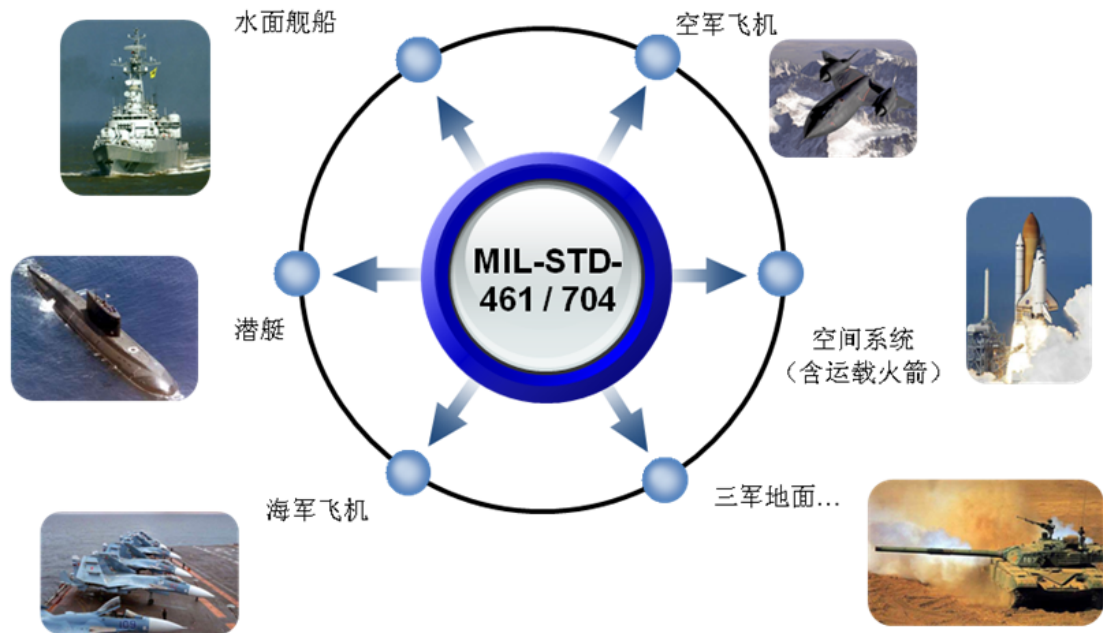 水面舰船
空军飞机
MIL-STD-
461 / 704
潜艇
空间系统
（含运载火箭）
海军飞机
三军地面...
109